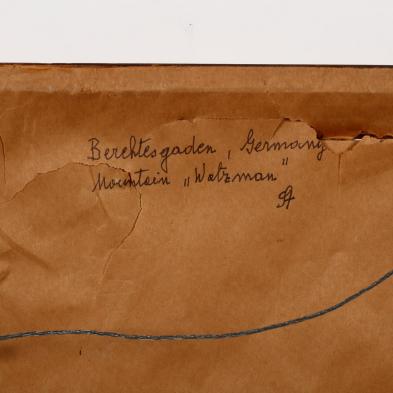 Berchtesgaden, Germany
Mountain „Watzman"